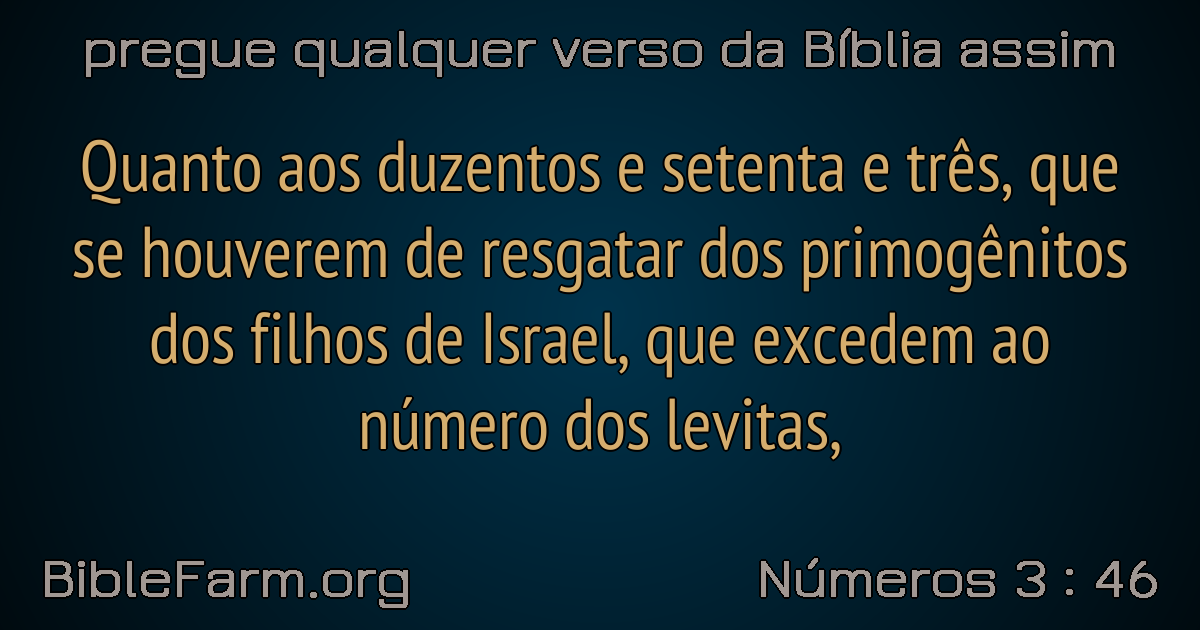 pregue qualquer verso da Bíblia assim
Quanto aos duzentos e setenta e três, que
se houverem de resgatar dos primogênitos
dos filhos de Israel, que excedem ao
número dos levitas,
BibleFarm.org
Números 3 : 46